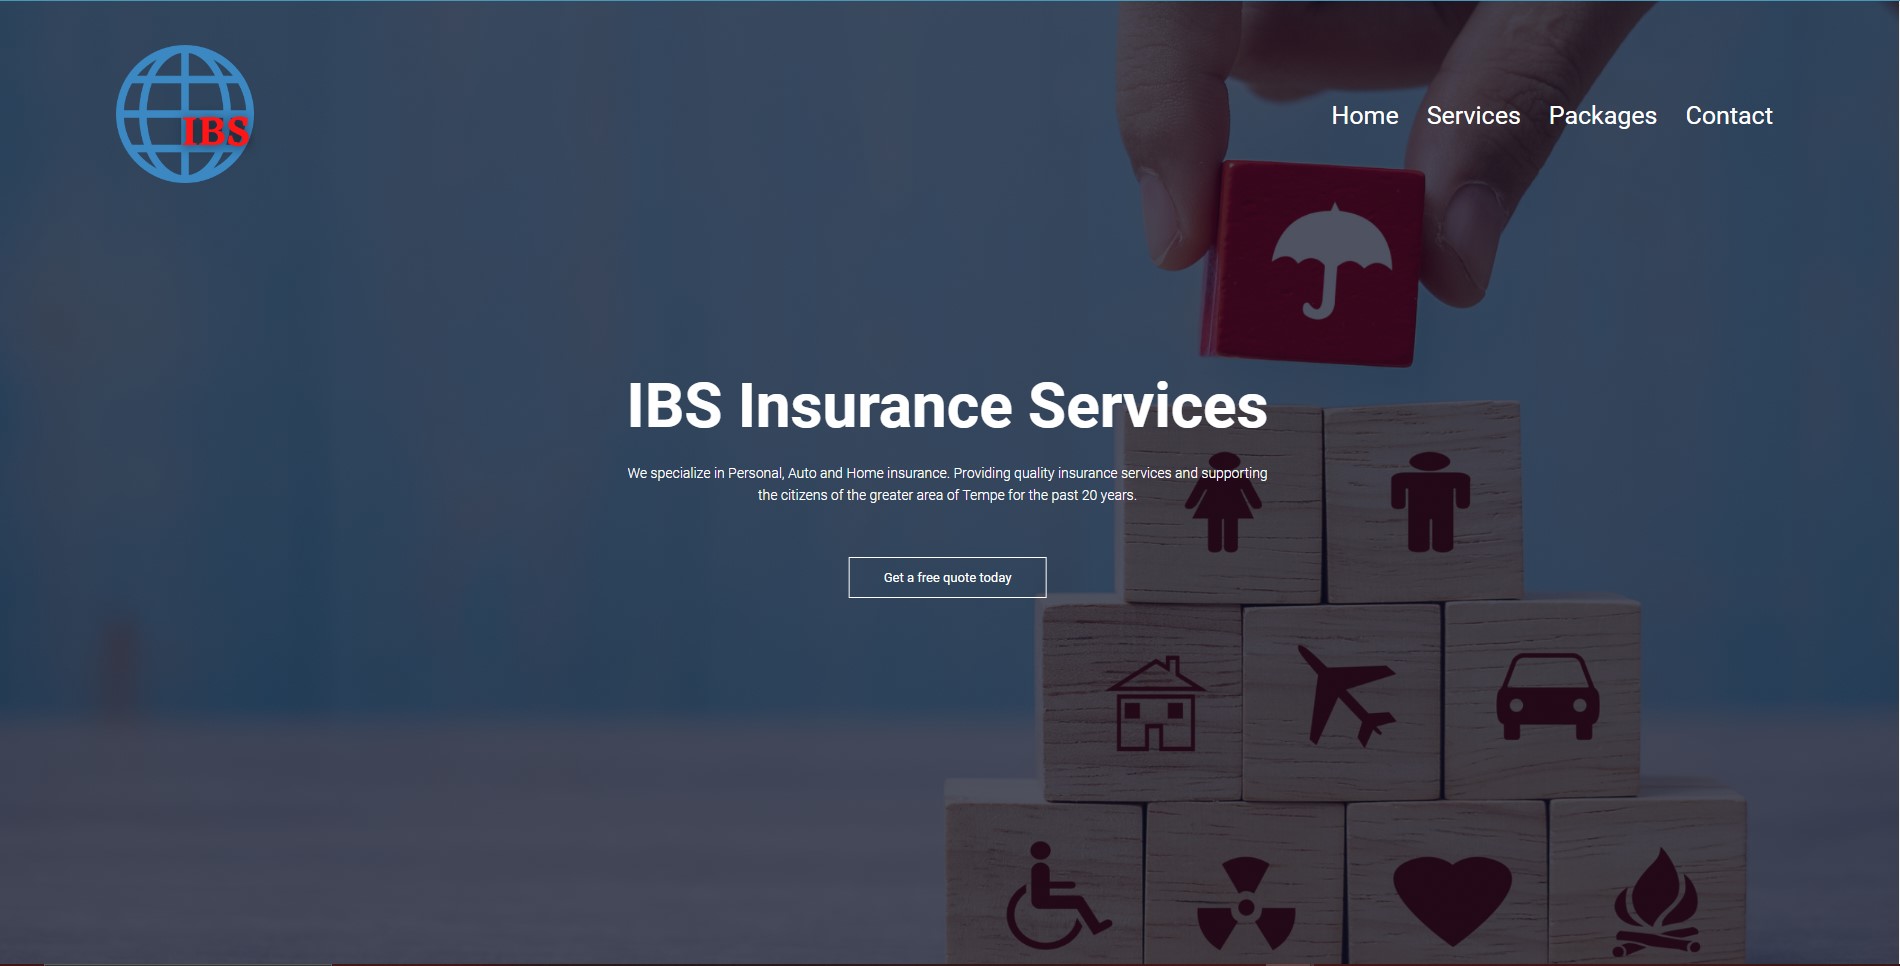 IBS
Home Services Packages Contact
IBS Insurance Services
We specialize in Personal, Auto and Home insurance. Providing quality insurance services and supporting
the citizens of the greater area of Tempe for the past 20 years.
Get a free quote today